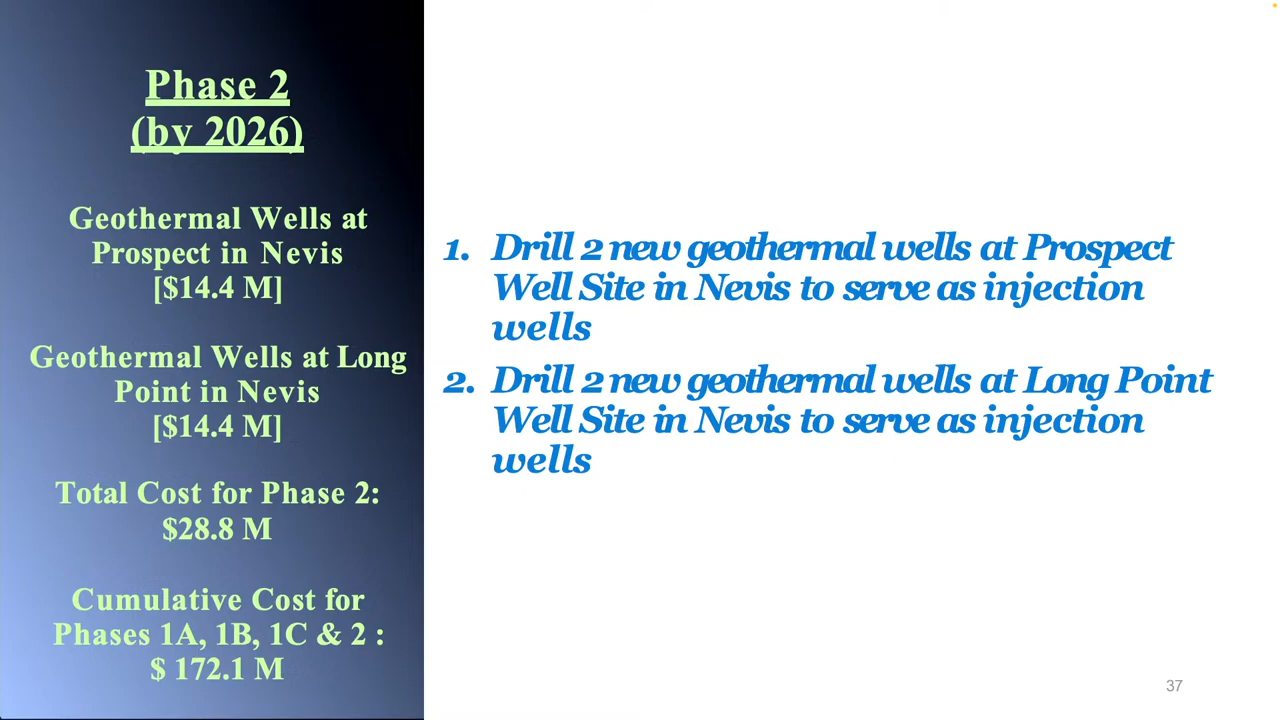 Phase 2
(by 2026)
Geothermal Wells at
Prospect in Nevis
[$14.4 M]
Geothermal Wells at Long
Point in Nevis
[$14.4 M]
Total Cost for Phase 2:
$28.8 M
Cumulative Cost for
Phases 1A, 1B, 1C & 2 :
$ 172.1 M
1. Drill 2 new geothermal wells at Prospect
Well Site in Nevis to serve as injection
wells
2. Drill 2 new geothermal wells at Long Point
Well Site in Nevis to serve as injection
wells
37